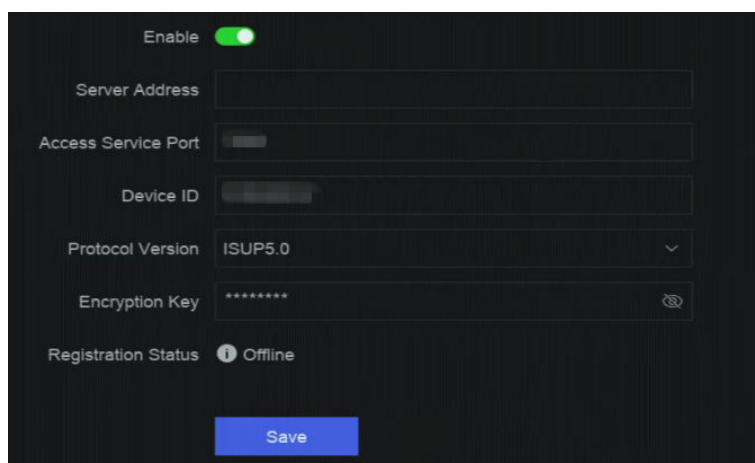 Enable
Server Address
Access Service Port
Device ID
Protocol Version ISUP5.0
Encryption Key ********
Registration Status Offline
Save